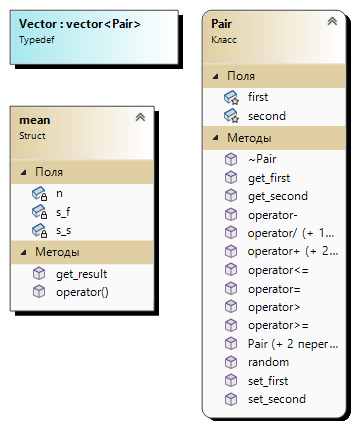 Vector : vector<Pair>
Typedef
mean
Struct
Поля
n
s_f
s_s
Методы
get_result
operator()
Pair
Класс
Поля
first
second
Методы
~Pair
get_first
get_second
operator-
operator/ (+ 1...
operator+ (+ 2...
operator<=
operator=
operator>
operator>=
Pair (+ 2 перег...
random
set_first
set_second